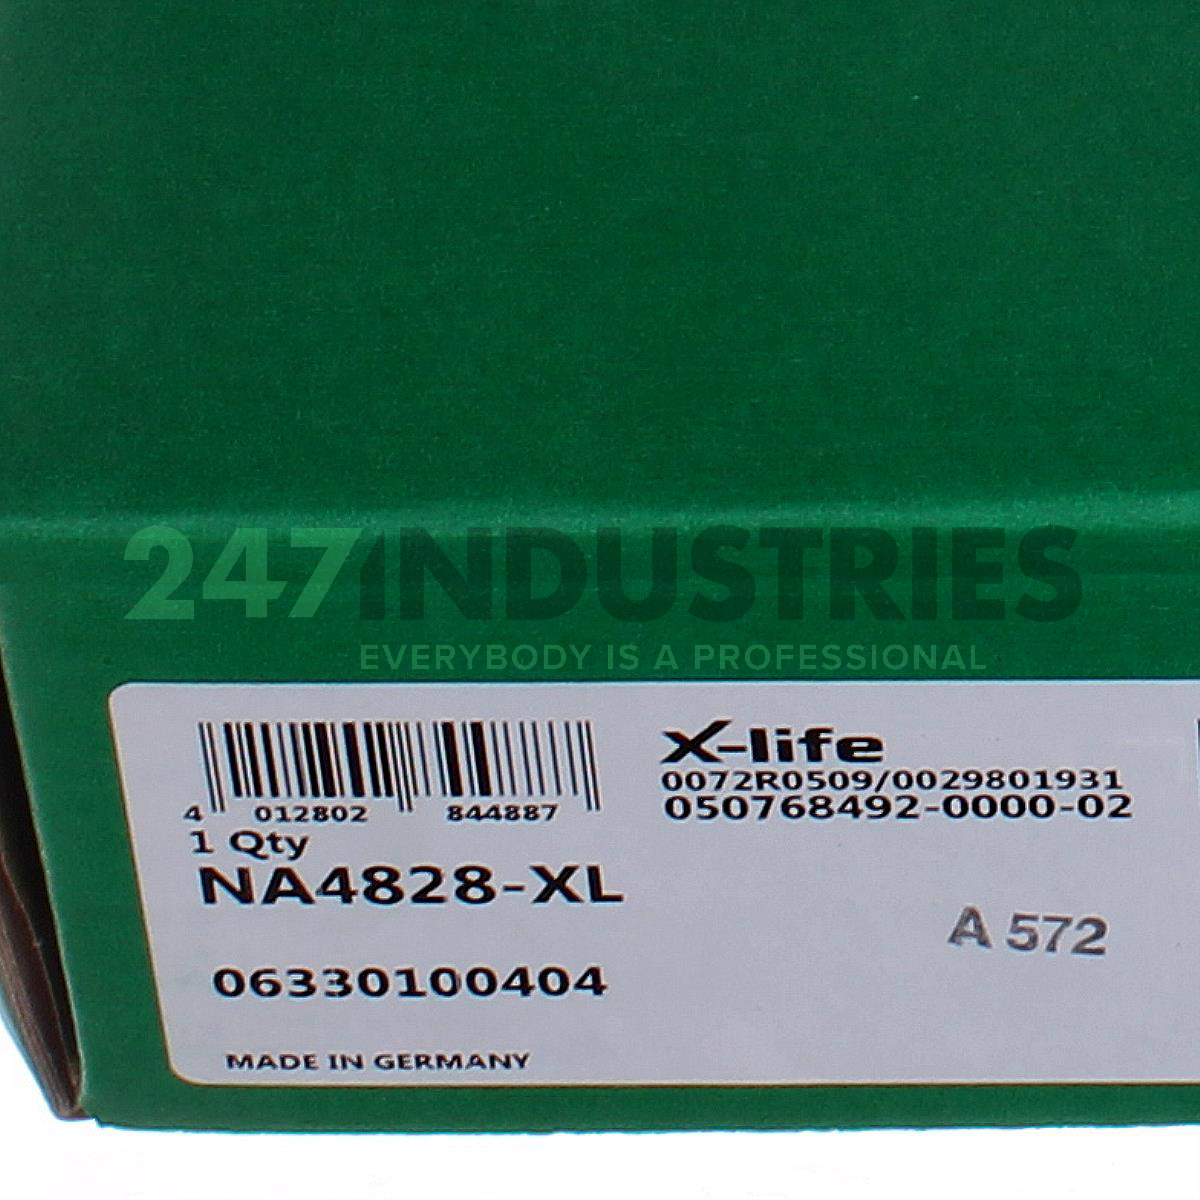 247INDUSTRIES
EVERYBODY IS A PROFESSIONAL
4 012802 844887
1 Qty
NA4828-XL
06330100404
MADE IN GERMANY
X-life
0072R0509/0029801931
050768492-0000-02
A 572